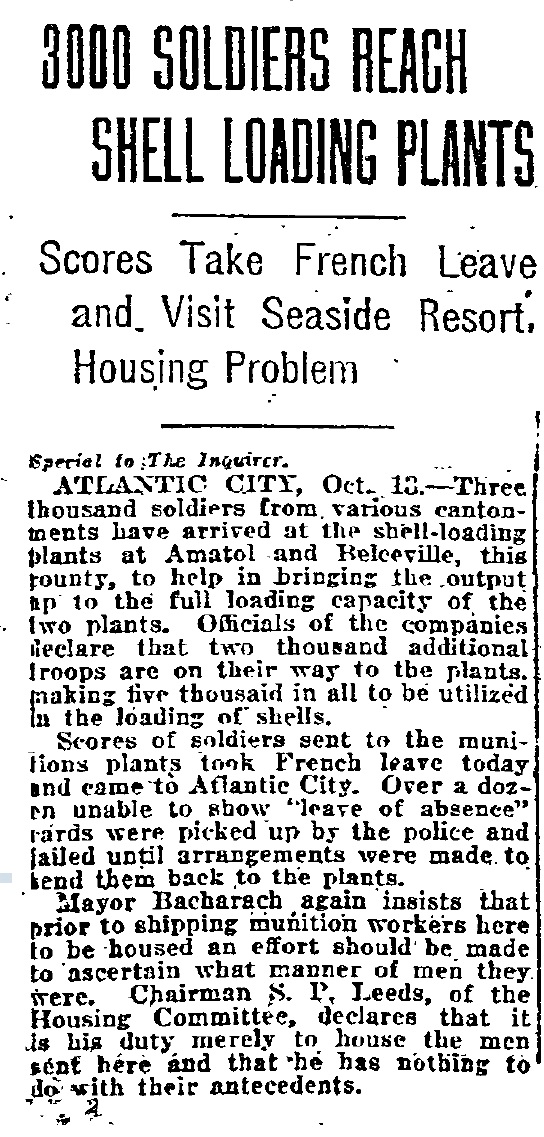 3000 SOLDIERS REACH
SHELL LOADING PLANTS
Scores Take French Leave
and Visit Seaside Resort.
Housing Problem
Special to The Inquirer.
ATLANTIC CITY, Oct. 13.—Three
thousand soldiers from various canton-
ments have arrived at the shell-loading
plants at Amatol and Belceville, this
county, to help in bringing the output
up to the full loading capacity of the
two plants. Officials of the companies
declare that two thousand additional
troops are on their way to the plants.
making five thousaid in all to be utilized
in the loading of shells.
Scores of soldiers sent to the muni-
tions plants took French leave today
and came to Atlantic City. Over a doz-
en unable to show "leave of absence"
cards were picked up by the police and
jailed until arrangements were made to
send them back to the plants.
Mayor Bacharach again insists that
prior to shipping munition workers here
to be housed an effort should be made
to ascertain what manner of men they
were. Chairman S. P. Leeds, of the
Housing Committee, declares that it
is his duty merely to house the men
sent here and that he has nothing to
do with their antecedents.